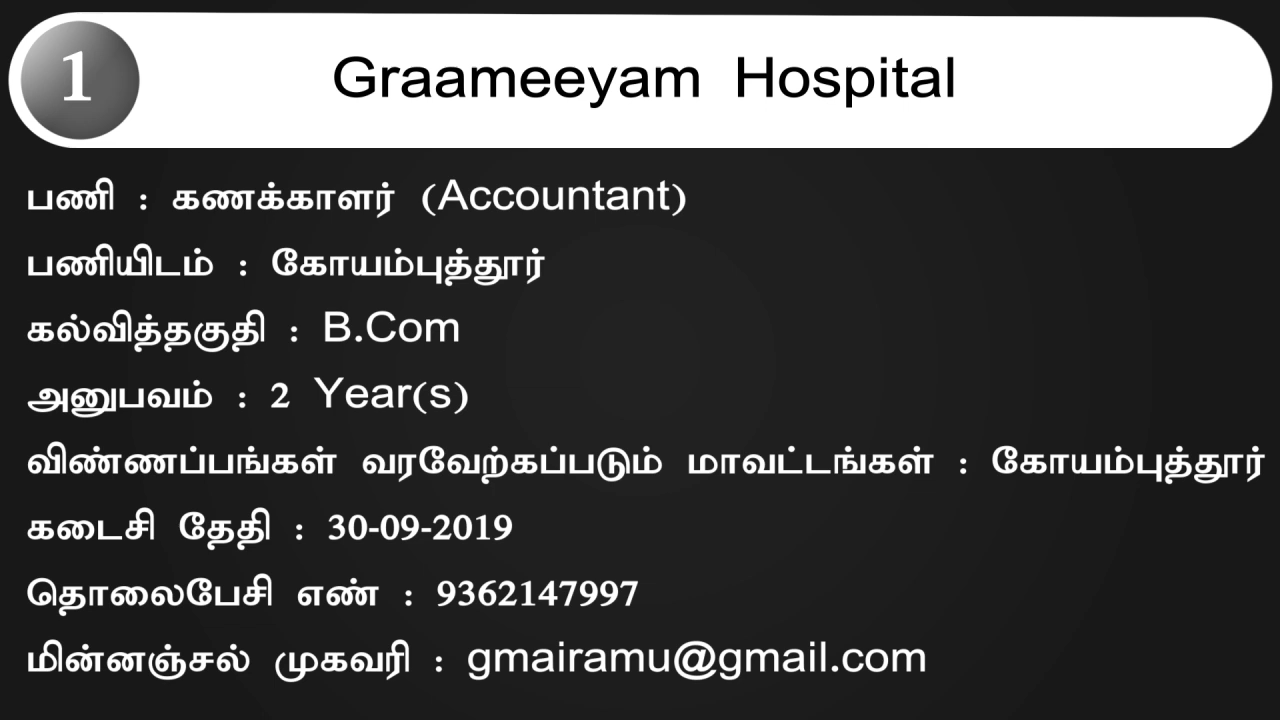 1
Graameeyam Hospital
பணி : கணக்காளர் (Accountant)
பணியிடம் : கோயம்புத்தூர்
கல்வித்தகுதி : B.Com
அனுபவம் : 2 Year(s)
விண்ணப்பங்கள் வரவேற்கப்படும் மாவட்டங்கள் : கோயம்புத்தூர்
கடைசி தேதி : 30-09-2019
தொலைபேசி எண் : 9362147997
மின்னஞ்சல் முகவரி : gmairamu@gmail.com